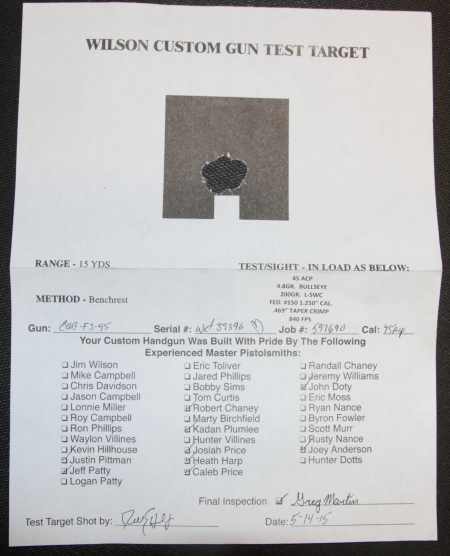 WILSON CUSTOM GUN TEST TARGET
RANGE - 15 YDS TEST/SIGHT - IN LOAD AS BELOW:
45 ACP
4.8GR. BULLSEYE
200GR. L-SWC
FED. #150 1.250" CAL.
.469" TAPER CRIMP
840 FPS
METHOD - Benchrest
Gun: CQB-FS-45 Serial #: WCT39396 Job #: 597690 Cal: 45acp
Your Custom Handgun Was Built With Pride By The Following
Experienced Master Pistolsmiths:
Jim Wilson Eric Toliver Randall Chaney
Mike Campbell Jared Phillips Jeremy Williams
Chris Davidson Bobby Sims John Doty
Jason Campbell Tom Curtis Eric Moss
Lonnie Miller Robert Chaney Ryan Nance
Roy Campbell Marty Birchfield Byron Fowler
Ron Phillips Kadan Plumlee Scott Murr
Waylon Villines Hunter Villines Rusty Nance
Kevin Hillhouse Josiah Price Joey Anderson
Justin Pittman Heath Harp Hunter Dotts
Jeff Patty Caleb Price
Logan Patty
Final Inspection Greg Martin
Test Target Shot by: Date: 5-14-15